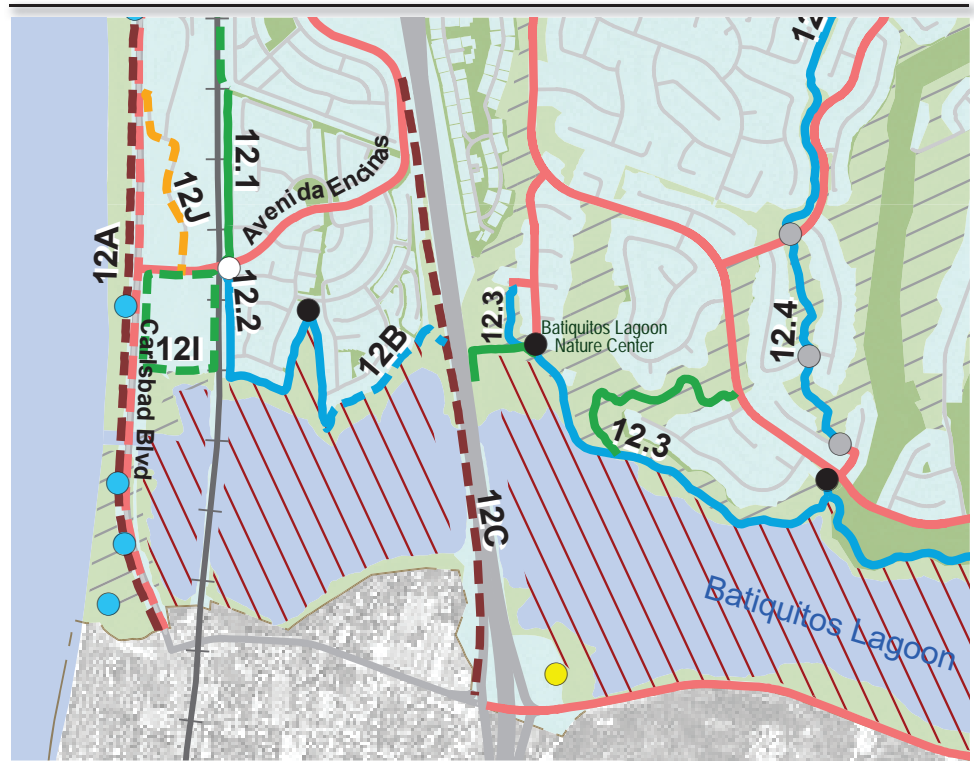 12
12.1
Avenida Encinas
12J
12A
12.2
12.3
Batiquitos Lagoon
Nature Center
12.4
12B
Carlsbad Blvd
12I
12.3
12C
Batiquitos Lagoon